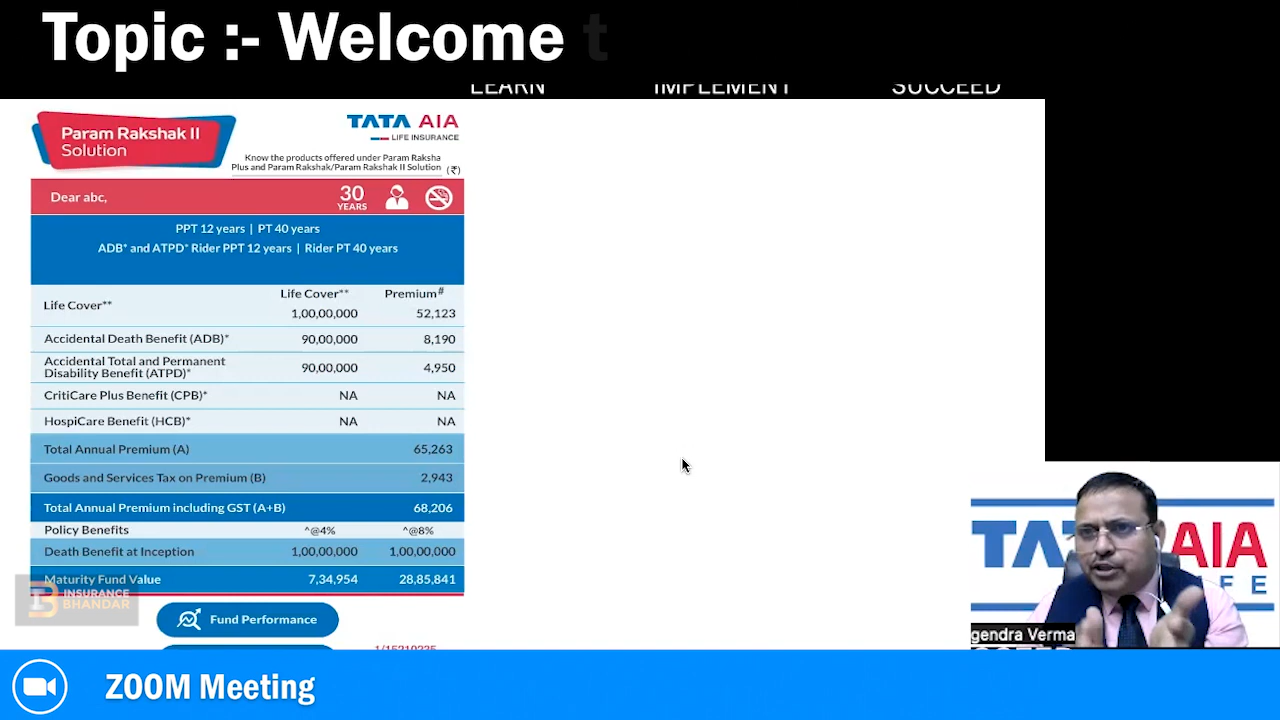 Topic :- Welcome t
LEARN IMPLEMENT SUCCEED
Param Rakshak II
Solution
TATA AIA
LIFE INSURANCE
Know the products offered under Param Raksha
Plus and Param Rakshak/Param Rakshak II Solution (₹)
Dear abc,
30
YEARS
PPT 12 years | PT 40 years
ADB* and ATPD* Rider PPT 12 years | Rider PT 40 years
Life Cover** Premium#
Life Cover** 1,00,00,000 52,123
Accidental Death Benefit (ADB)* 90,00,000 8,190
Accidental Total and Permanent
Disability Benefit (ATPD)* 90,00,000 4,950
CritiCare Plus Benefit (CPB)* NA NA
HospiCare Benefit (HCB)* NA NA
Total Annual Premium (A) 65,263
Goods and Services Tax on Premium (B) 2,943
Total Annual Premium including GST (A+B) 68,206
Policy Benefits ^@4% ^@8%
Death Benefit at Inception 1,00,00,000 1,00,00,000
Maturity Fund Value 7,34,954 28,85,841
INSURANCE
BHANDAR
Fund Performance
TATA AIA
FE
gendra Verma
ZOOM Meeting